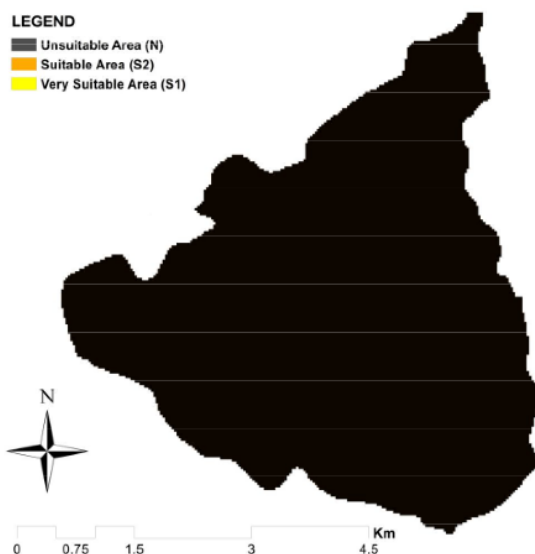 LEGEND
Unsuitable Area (N)
Suitable Area (S2)
Very Suitable Area (S1)
N
Km
0 0.75 1.5 3 4.5